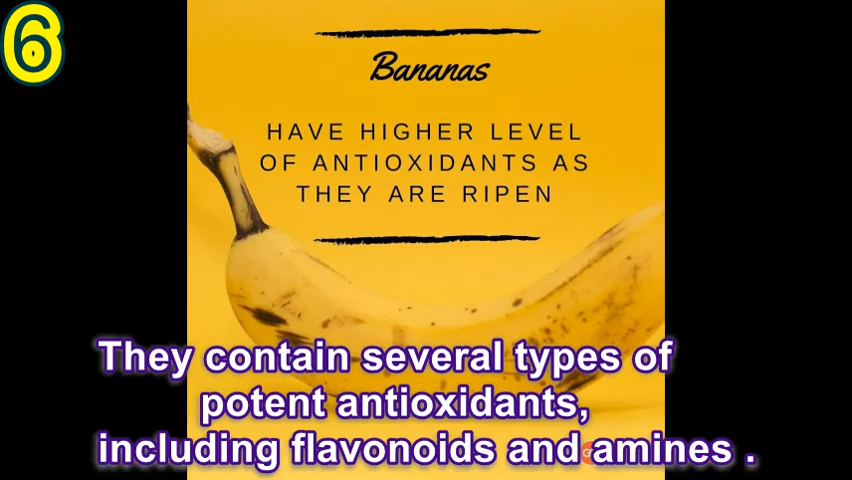 6
Bananas
HAVE HIGHER LEVEL
OF ANTIOXIDANTS AS
THEY ARE RIPEN
They contain several types of
potent antioxidants,
including flavonoids and amines .